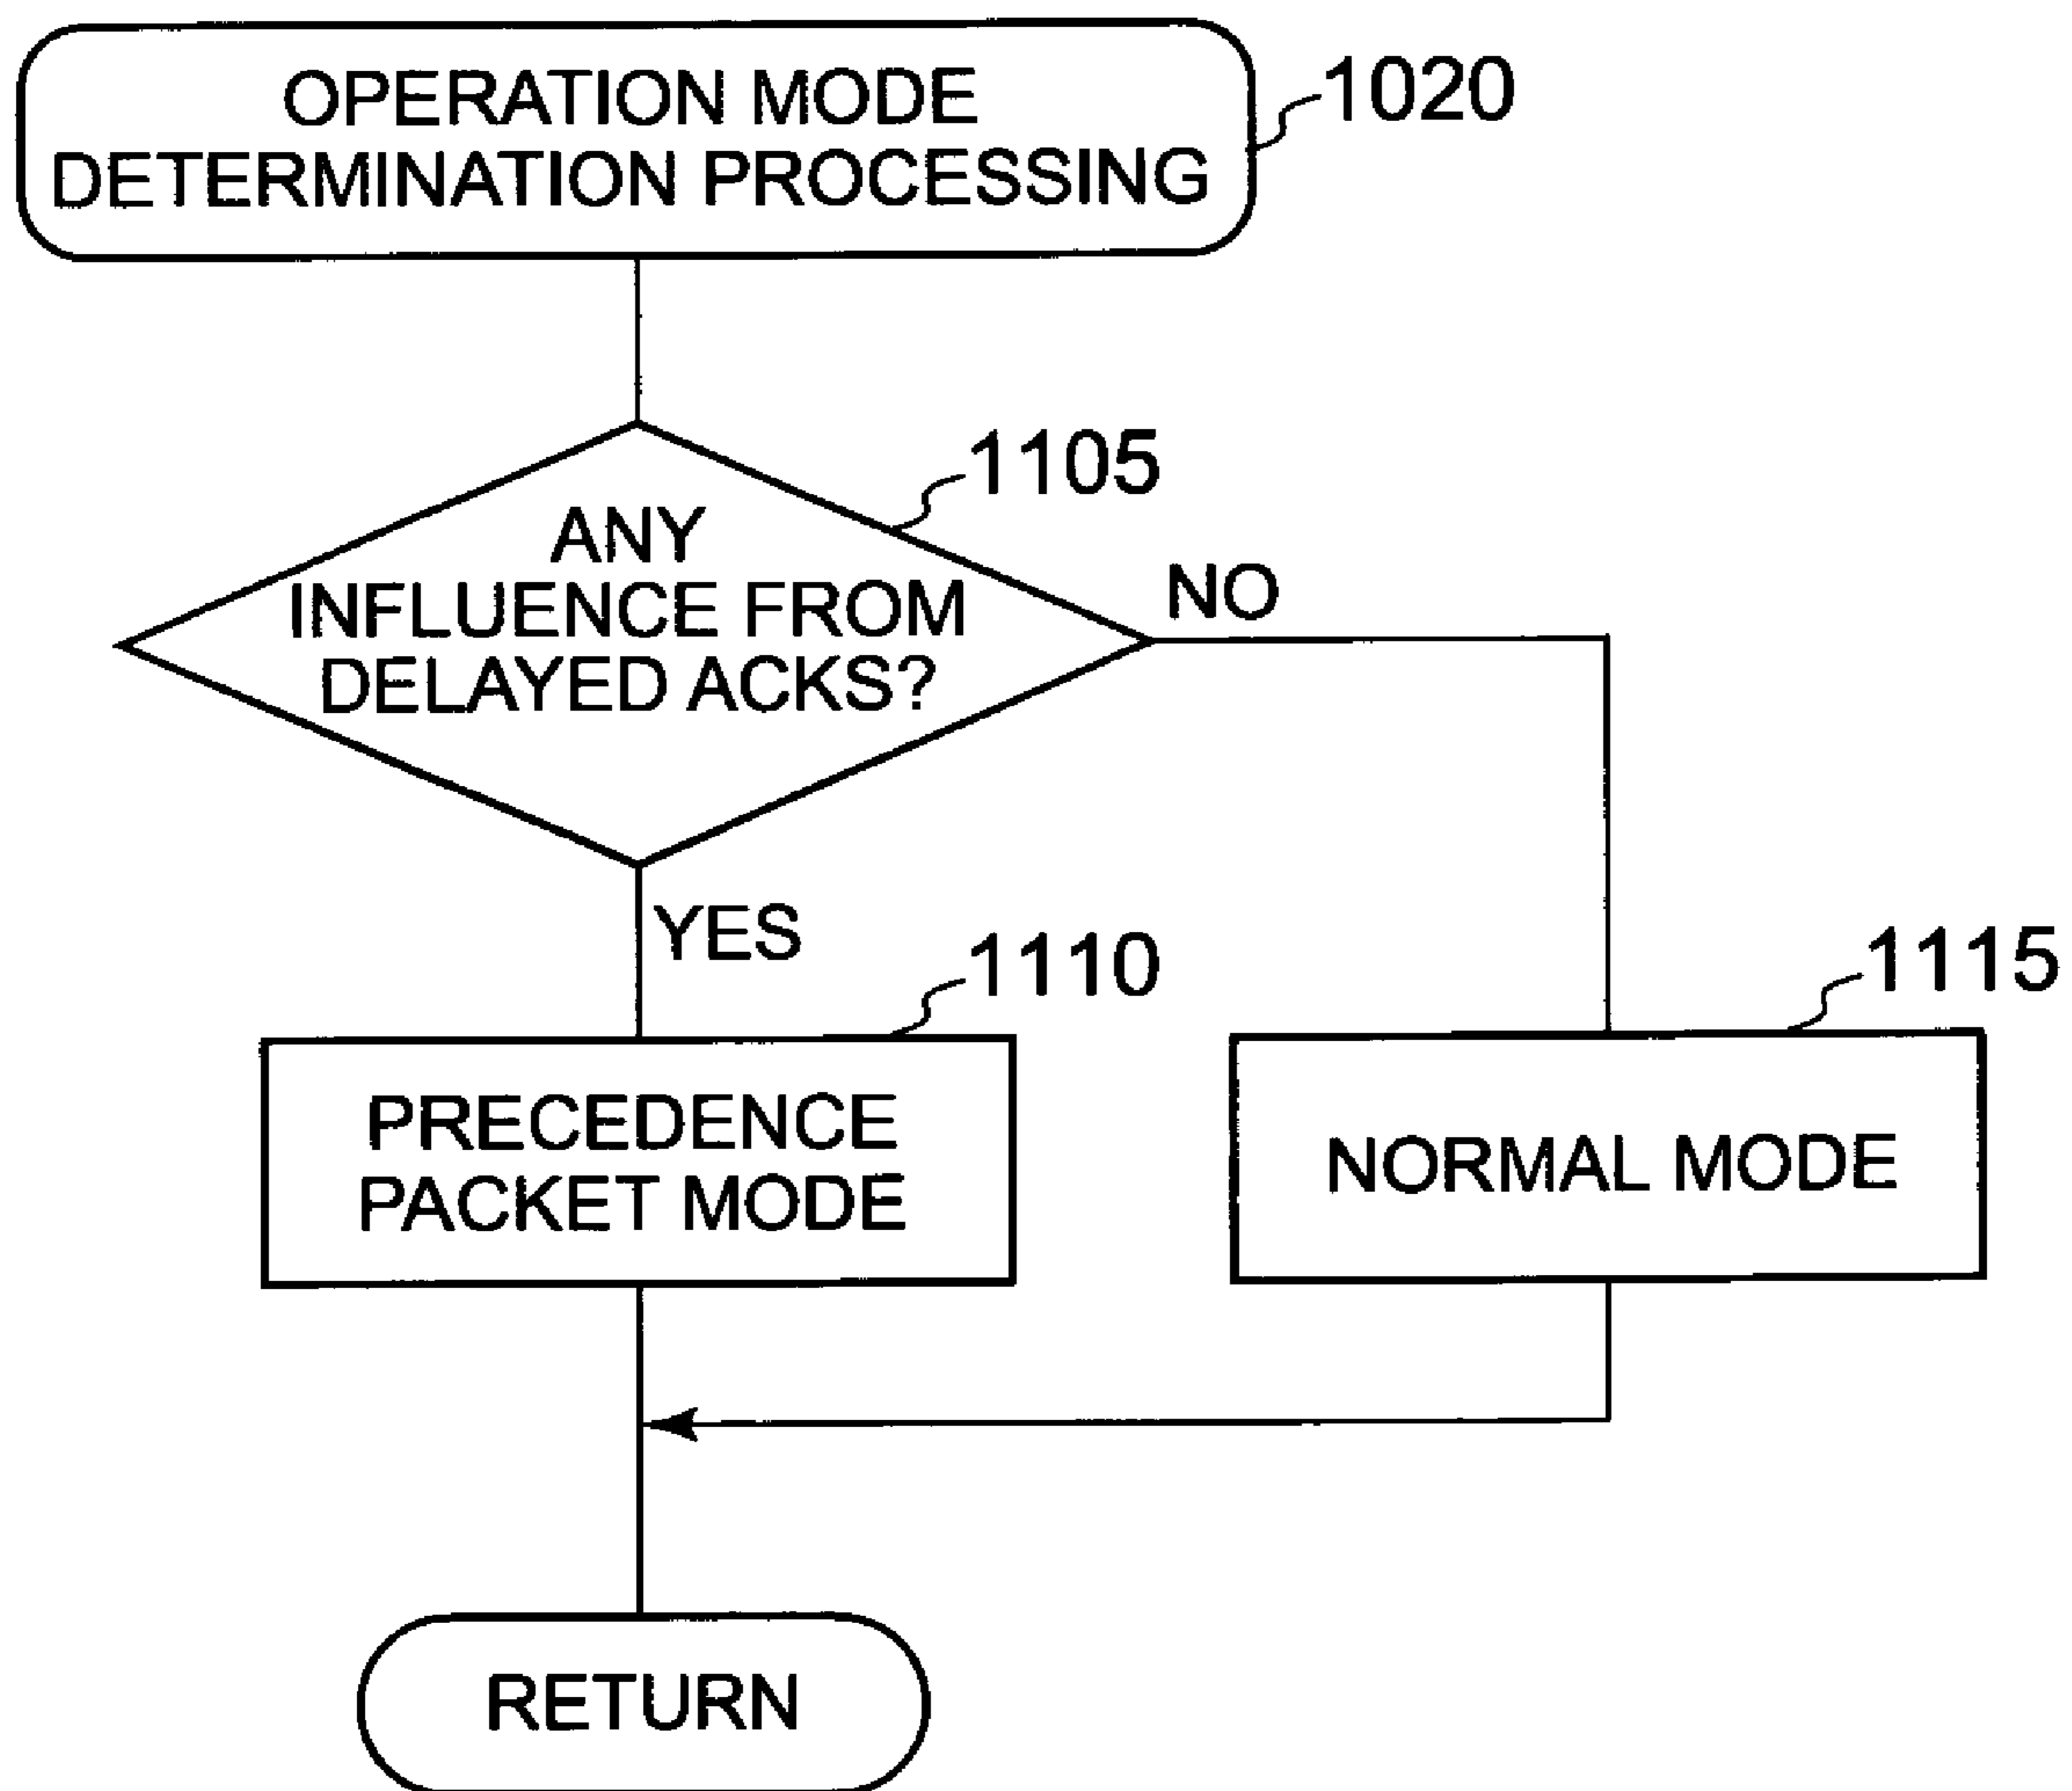 OPERATION MODE
DETERMINATION PROCESSING
1020
1105
ANY
INFLUENCE FROM
DELAYED ACKS?
NO
YES
1110
1115
PRECEDENCE
PACKET MODE
NORMAL MODE
RETURN